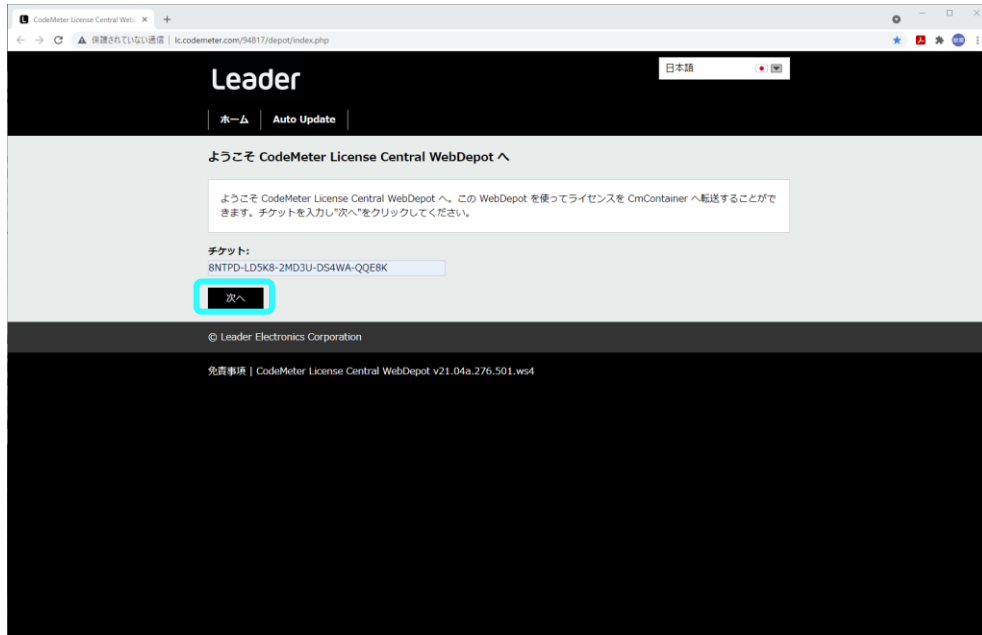 CodeMeter License Central Web
保護されていない通信 | lc.codemeter.com/94817/depot/index.php
Leader
日本語
ホーム
Auto Update
ようこそ CodeMeter License Central WebDepot へ
ようこそ CodeMeter License Central WebDepot へ。この WebDepot を使ってライセンスを CmContainer へ転送することがで
きます。チケットを入力し"次へ"をクリックしてください。
チケット:
8NTPD-LD5K8-2MD3U-DS4WA-QQE8K
次へ
© Leader Electronics Corporation
免責事項 | CodeMeter License Central WebDepot v21.04a.276.501.ws4